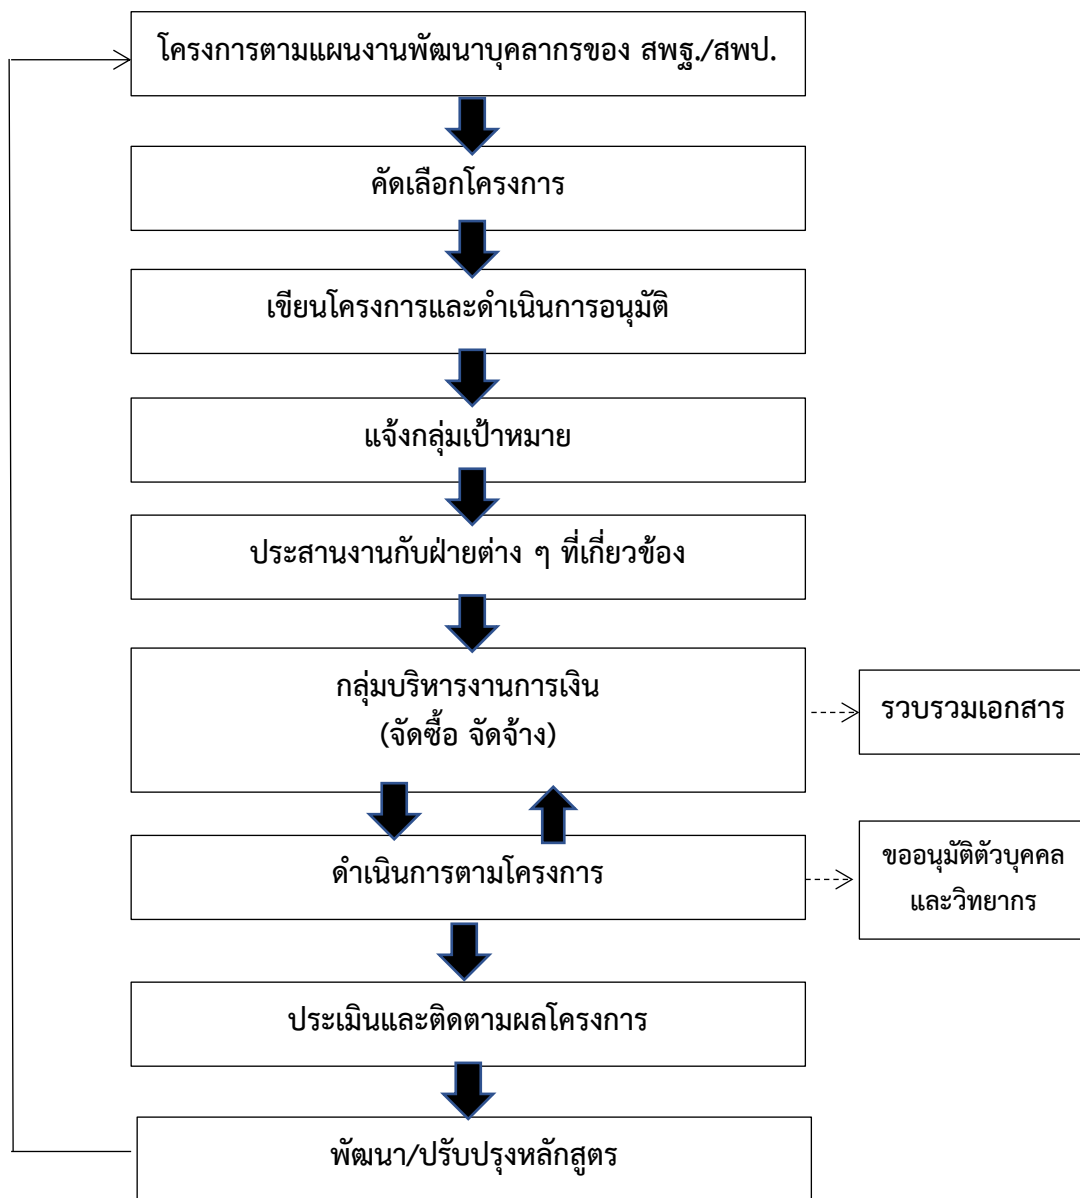 โครงการตามแผนงานพัฒนาบุคลากรของ สพฐ./สพป.
คัดเลือกโครงการ
เขียนโครงการและดำเนินการอนุมัติ
แจ้งกลุ่มเป้าหมาย
ประสานงานกับฝ่ายต่าง ๆ ที่เกี่ยวข้อง
กลุ่มบริหารงานการเงิน
(จัดซื้อ จัดจ้าง)
รวบรวมเอกสาร
ดำเนินการตามโครงการ
ขออนุมัติตัวบุคคล
และวิทยากร
ประเมินและติดตามผลโครงการ
พัฒนา/ปรับปรุงหลักสูตร